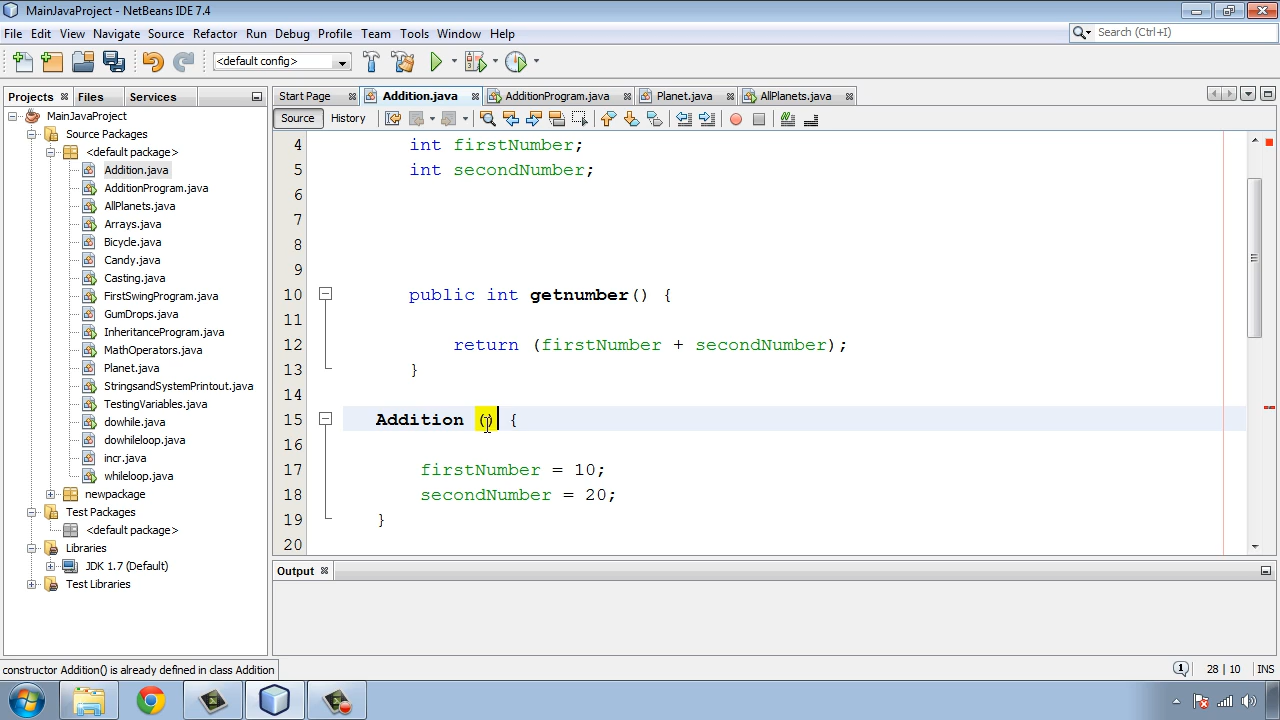 MainJavaProject - NetBeans IDE 7.4
File Edit View Navigate Source Refactor Run Debug Profile Team Tools Window Help
Search (Ctrl+I)
<default config>
Projects Files Services
Start Page Addition.java AdditionProgram.java Planet.java AllPlanets.java
Source History
MainJavaProject
Source Packages
<default package>
Addition.java
AdditionProgram.java
AllPlanets.java
Arrays.java
Bicycle.java
Candy.java
Casting.java
FirstSwingProgram.java
GumDrops.java
InheritanceProgram.java
MathOperators.java
Planet.java
StringsandSystemPrintout.java
TestingVariables.java
dowhile.java
dowhileloop.java
incr.java
whileloop.java
newpackage
Test Packages
<default package>
Libraries
JDK 1.7 (Default)
Test Libraries
4 int firstNumber;
5 int secondNumber;
6
7
8
9
10 public int getnumber() {
11
12 return (firstNumber + secondNumber);
13 }
14
15 Addition () {
16
17 firstNumber = 10;
18 secondNumber = 20;
19 }
20
Output
constructor Addition() is already defined in class Addition
1 28 | 10 INS